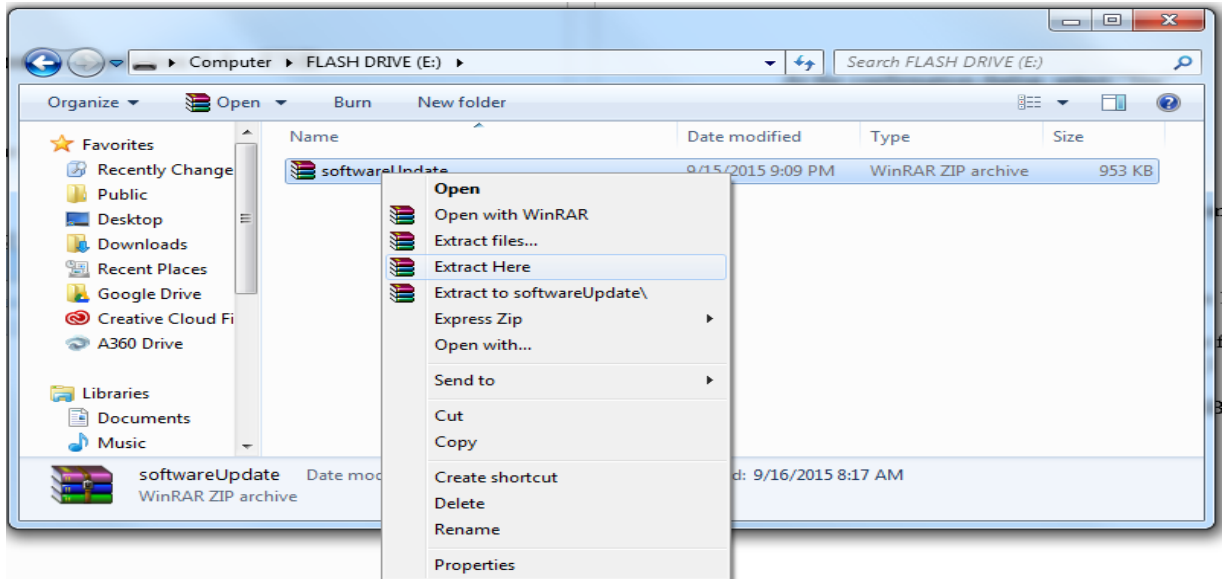 Computer ▸ FLASH DRIVE (E:) ▸
Search FLASH DRIVE (E:)
Organize Open Burn New folder
Favorites
Recently Change
Public
Desktop
Downloads
Recent Places
Google Drive
Creative Cloud Fi
A360 Drive
Libraries
Documents
Music
Name Date modified Type Size
softwareUpdate 9/15/2015 9:09 PM WinRAR ZIP archive 953 KB
Open
Open with WinRAR
Extract files...
Extract Here
Extract to softwareUpdate\
Express Zip
Open with...
Send to
Cut
Copy
Create shortcut
Delete
Rename
Properties
softwareUpdate Date mod d: 9/16/2015 8:17 AM
WinRAR ZIP archive